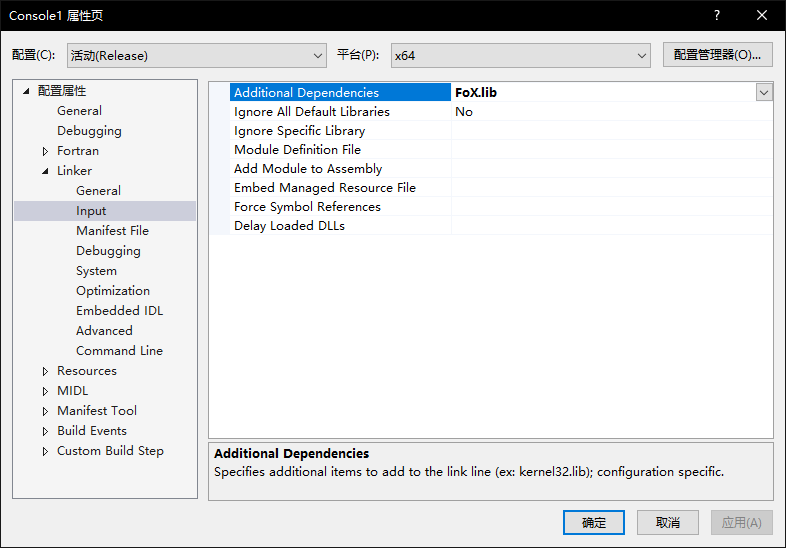 Console1 属性页
配置(C): 活动(Release) 平台(P): x64 配置管理器(O)...
配置属性
General
Debugging
Fortran
Linker
General
Input
Manifest File
Debugging
System
Optimization
Embedded IDL
Advanced
Command Line
Resources
MIDL
Manifest Tool
Build Events
Custom Build Step
Additional Dependencies FoX.lib
Ignore All Default Libraries No
Ignore Specific Library
Module Definition File
Add Module to Assembly
Embed Managed Resource File
Force Symbol References
Delay Loaded DLLs
Additional Dependencies
Specifies additional items to add to the link line (ex: kernel32.lib); configuration specific.
确定 取消 应用(A)